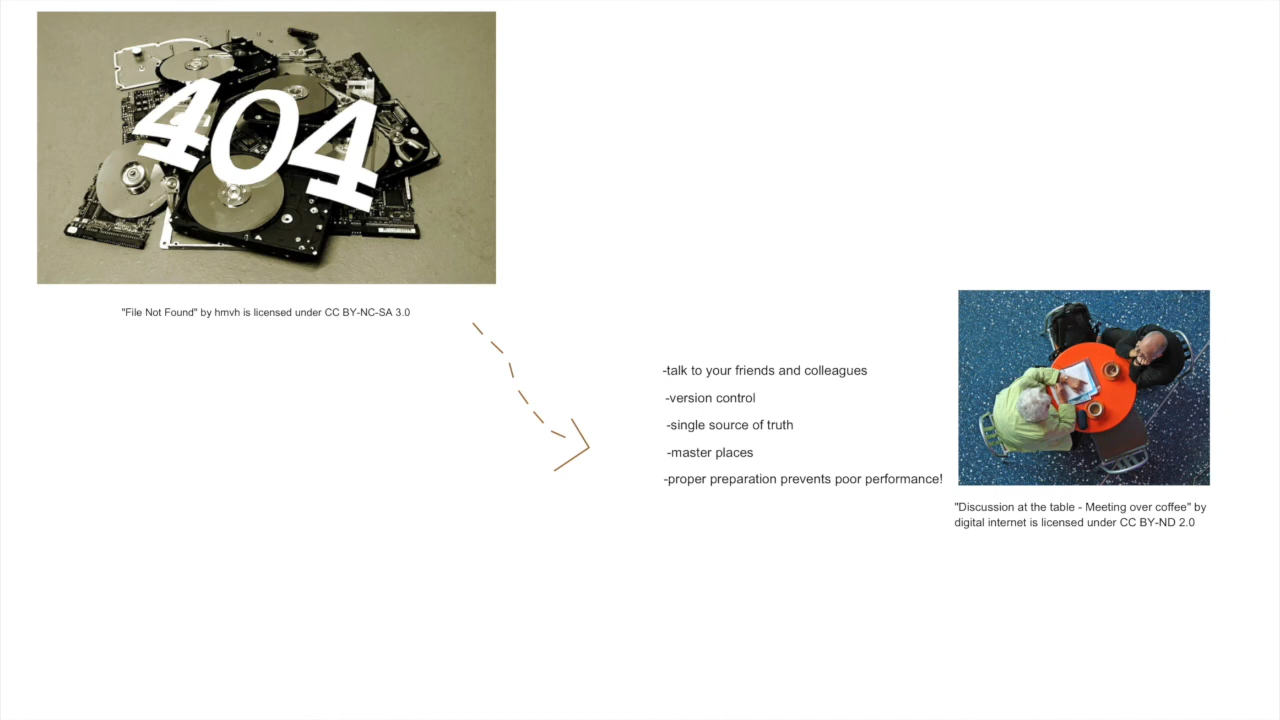 404
"File Not Found" by hmvh is licensed under CC BY-NC-SA 3.0
-talk to your friends and colleagues
-version control
-single source of truth
-master places
-proper preparation prevents poor performance!
"Discussion at the table - Meeting over coffee" by
digital internet is licensed under CC BY-ND 2.0